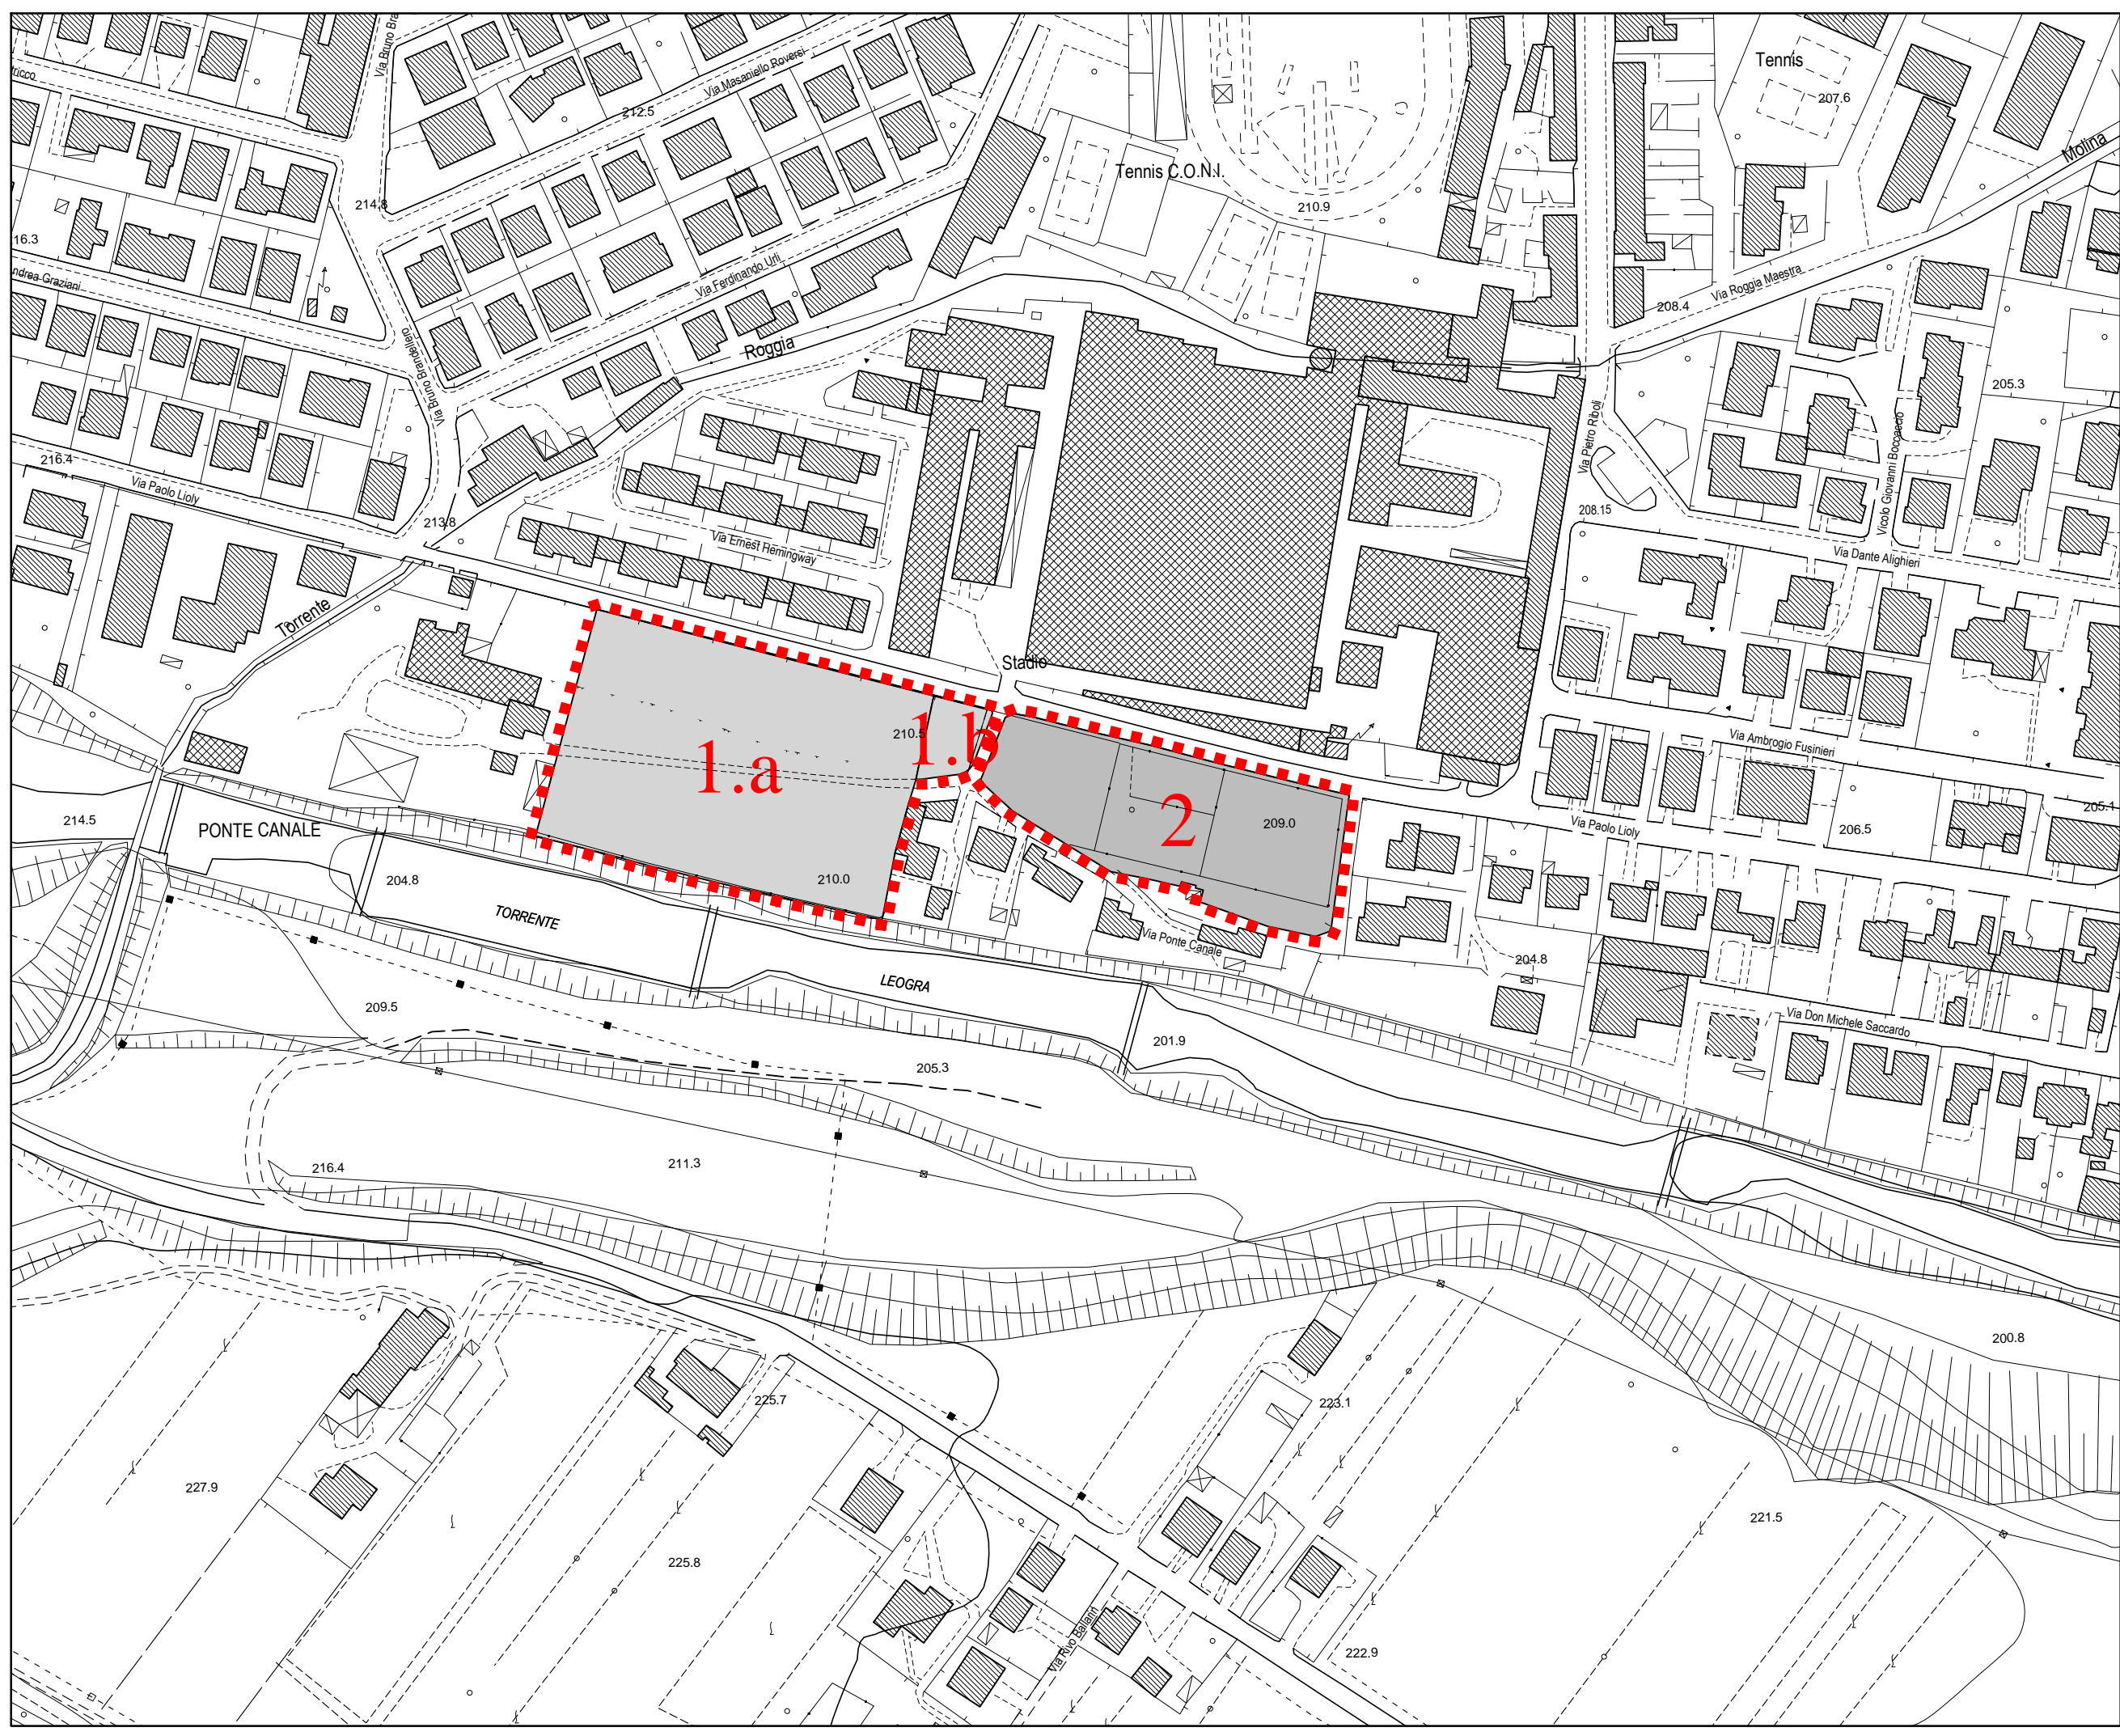 Via Bruno Bra
Via Masaniello Roversi
Tennis
207.6
212.5
Molina
Tennis C.O.N.I.
210.9
214.8
16.3
ndrea Graziani
Via Ferdinando Urli
Via Roggia Maestra
208.4
Roggia
Via Bruno Brandellero
205.3
Via Pietro Riboli
Vicolo Giovanni Boccaccio
216.4
Via Paolo Lioly
213.8
208.15
Via Ernest Hemingway
Via Dante Alighieri
Torrente
Stadio
210.5
1.b
1.a
Via Ambrogio Fusinieri
2
209.0
205.1
214.5
PONTE CANALE
Via Paolo Lioly
206.5
204.8
210.0
TORRENTE
Via Ponte Canale
204.8
LEOGRA
209.5
Via Don Michele Saccardo
201.9
205.3
216.4
211.3
200.8
225.7
223.1
227.9
221.5
225.8
Via Rivo Ballarin
222.9